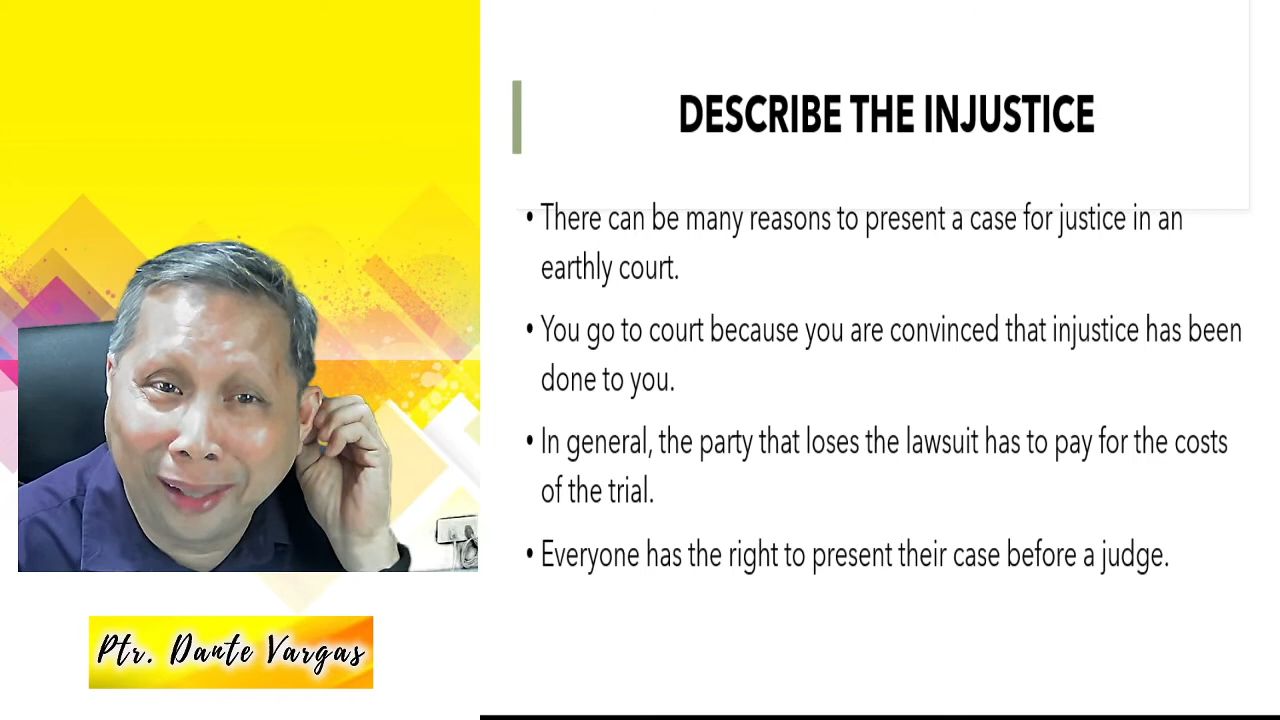 DESCRIBE THE INJUSTICE
• There can be many reasons to present a case for justice in an
earthly court.
• You go to court because you are convinced that injustice has been
done to you.
• In general, the party that loses the lawsuit has to pay for the costs
of the trial.
• Everyone has the right to present their case before a judge.
Ptr. Dante Vargas